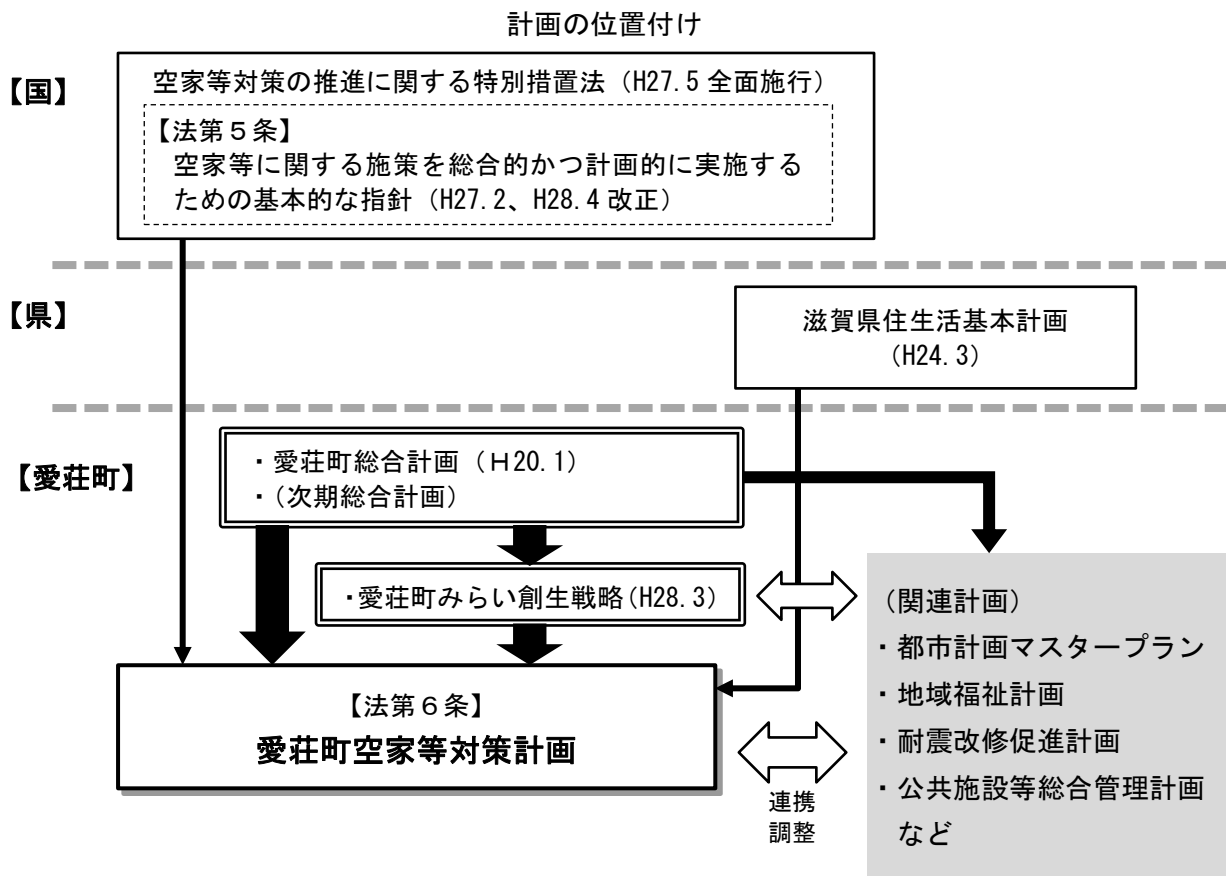 計画の位置付け
【国】
空家等対策の推進に関する特別措置法（H27.5 全面施行）
【法第５条】
空家等に関する施策を総合的かつ計画的に実施する
ための基本的な指針（H27.2、H28.4 改正）
【県】
滋賀県住生活基本計画
（H24.3）
【愛荘町】
・愛荘町総合計画（Ｈ20.1）
・（次期総合計画）
・愛荘町みらい創生戦略(H28.3)
【法第６条】
愛荘町空家等対策計画
連携
調整
（関連計画）
・都市計画マスタープラン
・地域福祉計画
・耐震改修促進計画
・公共施設等総合管理計画
など